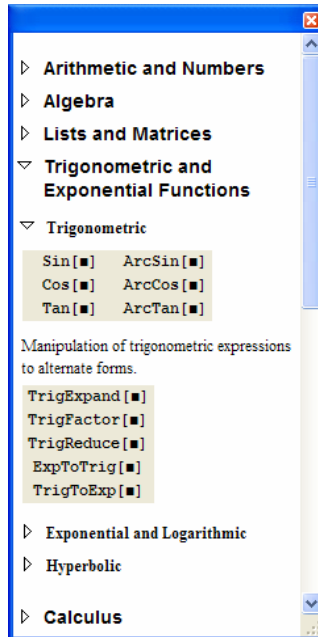 Arithmetic and Numbers
Algebra
Lists and Matrices
Trigonometric and
Exponential Functions
Trigonometric
Sin[■] ArcSin[■]
Cos[■] ArcCos[■]
Tan[■] ArcTan[■]
Manipulation of trigonometric expressions
to alternate forms.
TrigExpand[■]
TrigFactor[■]
TrigReduce[■]
ExpToTrig[■]
TrigToExp[■]
Exponential and Logarithmic
Hyperbolic
Calculus